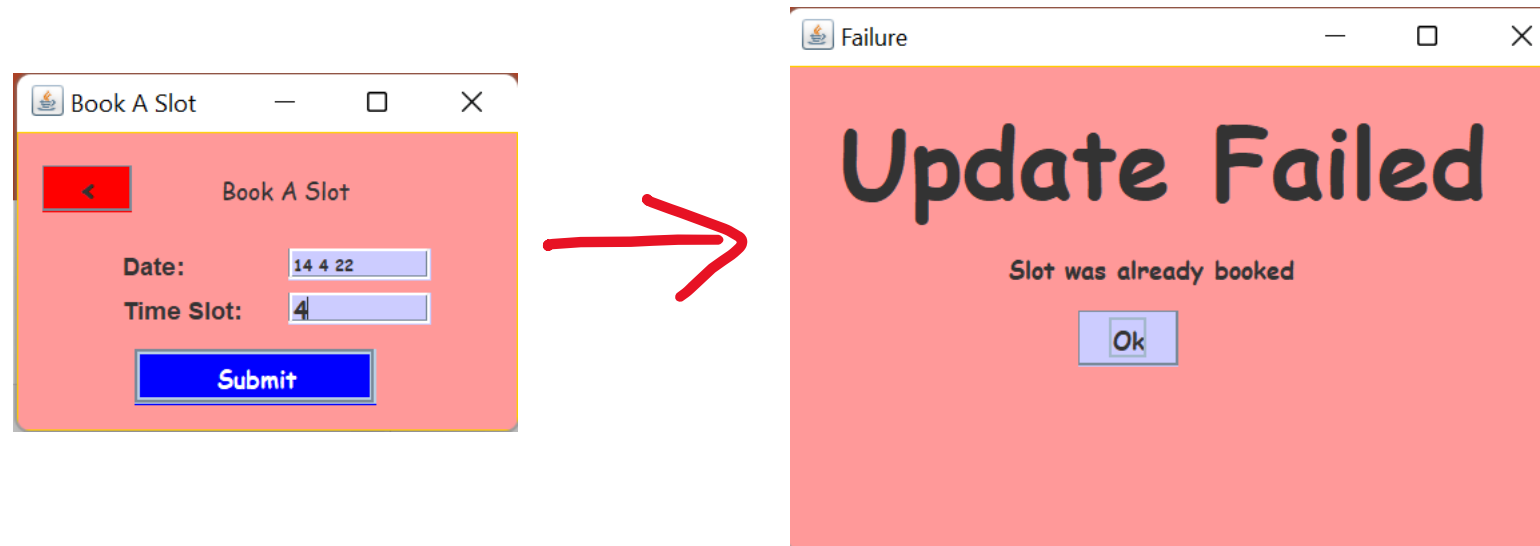 Book A Slot
<
Book A Slot
Date: 14 4 22
Time Slot: 4
Submit
Failure
Update Failed
Slot was already booked
Ok